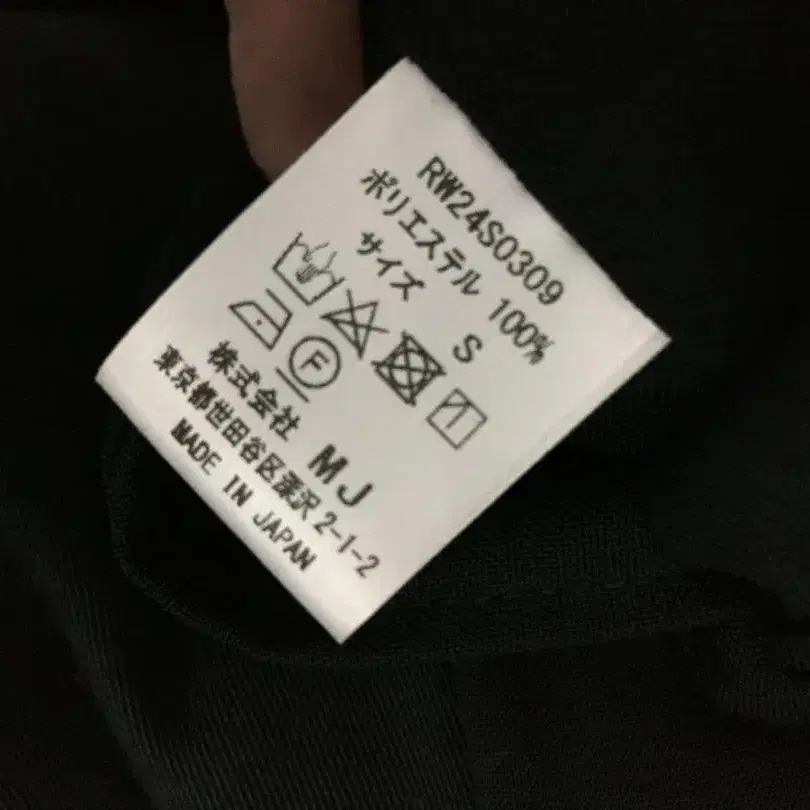 RW24S0309
ポリエステル 100%
サイズ S
F
株式会社 MJ
東京都世田谷区深沢2-1-2
MADE IN JAPAN